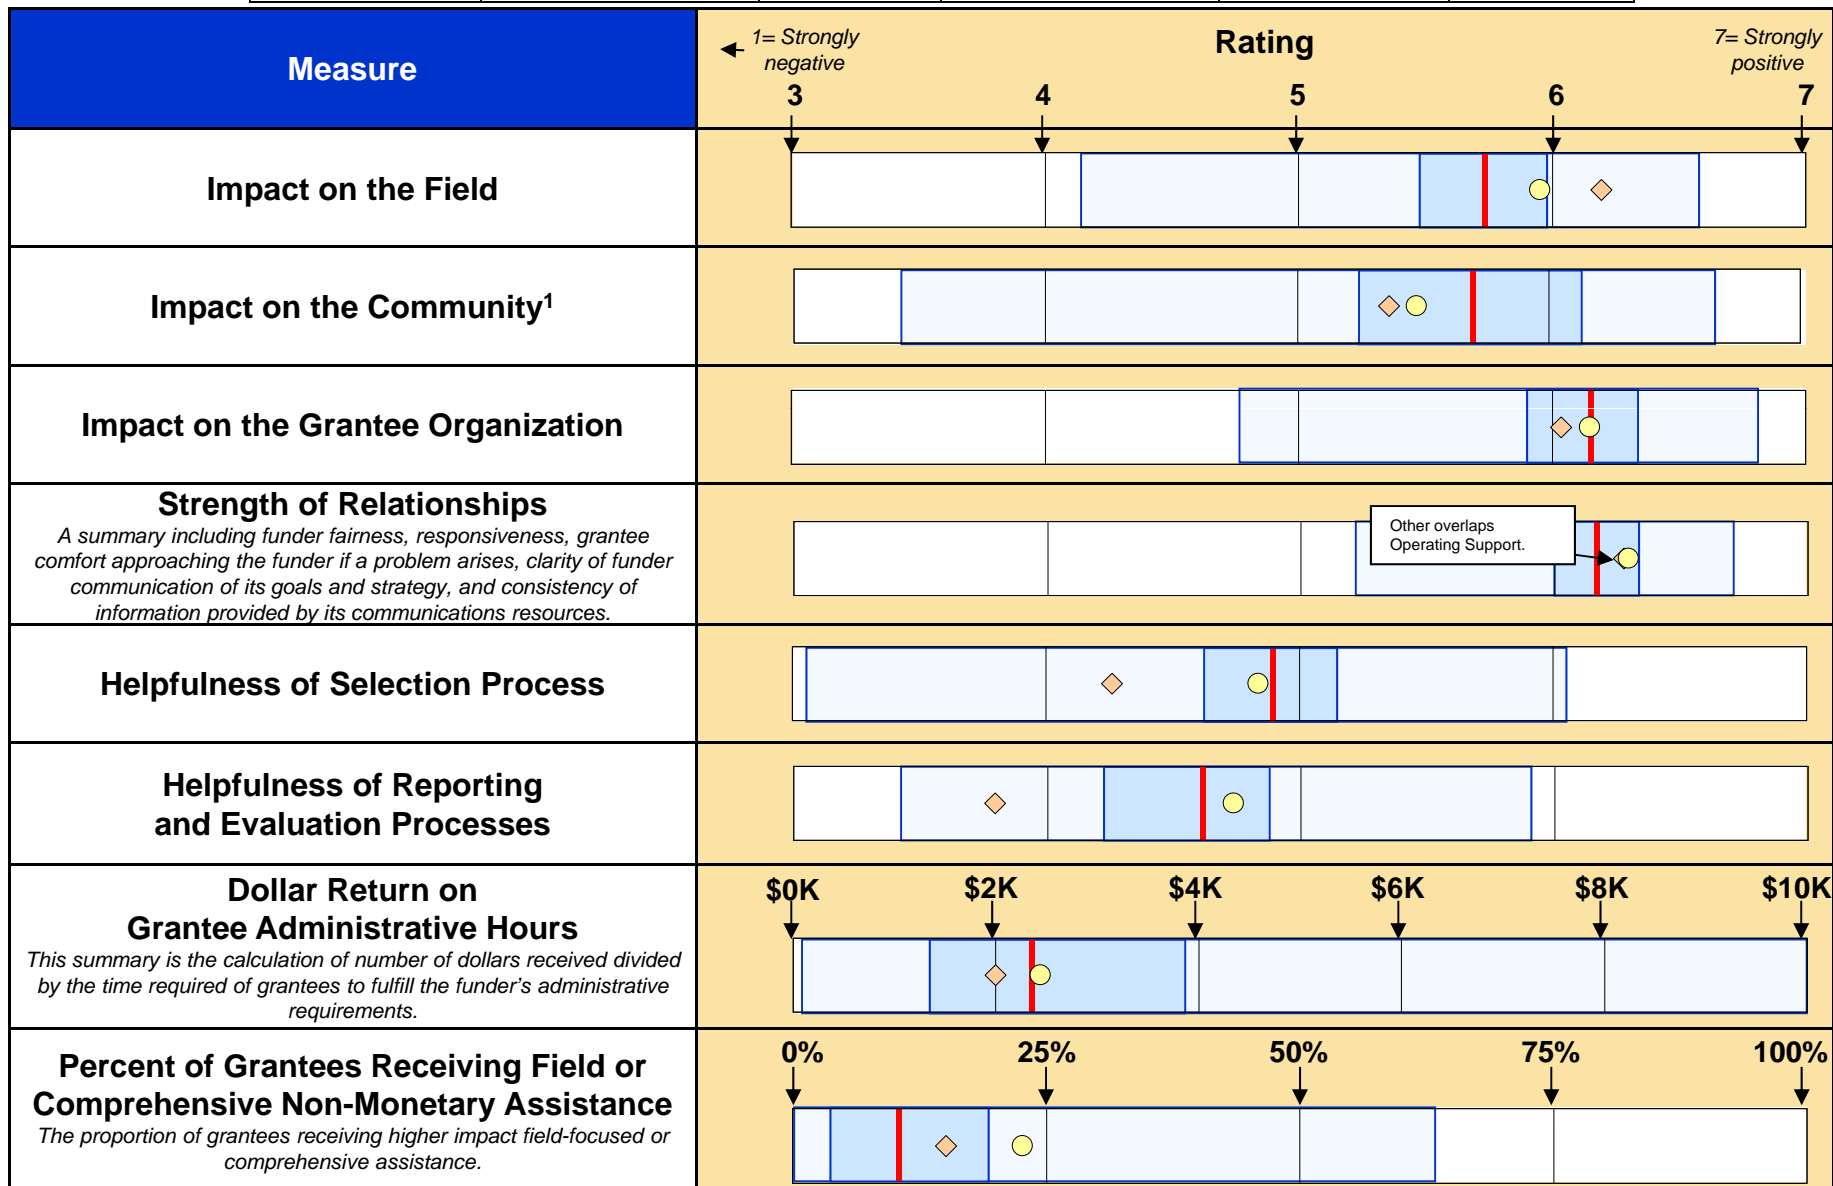 Measure
1= Strongly
negative
Rating
7= Strongly
positive
3 4 5 6 7
Impact on the Field
Impact on the Community1
Impact on the Grantee Organization
Strength of Relationships
A summary including funder fairness, responsiveness, grantee
comfort approaching the funder if a problem arises, clarity of funder
communication of its goals and strategy, and consistency of
information provided by its communications resources.
Other overlaps
Operating Support.
Helpfulness of Selection Process
Helpfulness of Reporting
and Evaluation Processes
Dollar Return on
Grantee Administrative Hours
This summary is the calculation of number of dollars received divided
by the time required of grantees to fulfill the funder’s administrative
requirements.
$0K $2K $4K $6K $8K $10K
Percent of Grantees Receiving Field or
Comprehensive Non-Monetary Assistance
The proportion of grantees receiving higher impact field-focused or
comprehensive assistance.
0% 25% 50% 75% 100%